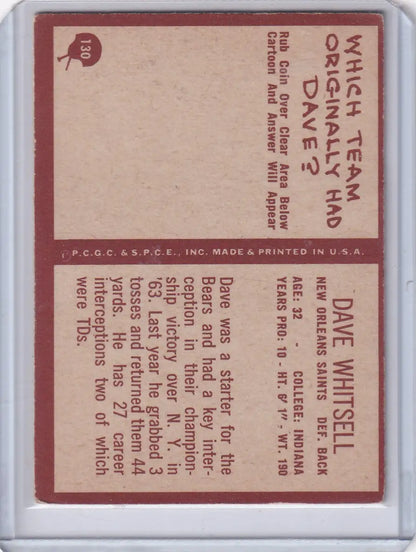 130
WHICH TEAM
ORIGINALLY HAD
DAVE?
Rub Coin Over Clear Area Below
Cartoon And Answer Will Appear
P.C.G.C. & S.P.C.E., INC. MADE & PRINTED IN U.S.A.
DAVE WHITSELL
NEW ORLEANS SAINTS DEF. BACK
AGE: 32 - COLLEGE: INDIANA
YEARS PRO: 10 - HT. 6' 1" - WT. 190
Dave was a starter for the
Bears and had a key inter-
ception in their champion-
ship victory over N. Y. in
'63. Last year he grabbed 3
tosses and returned them 44
yards. He has 27 career
interceptions two of which
were TDs.